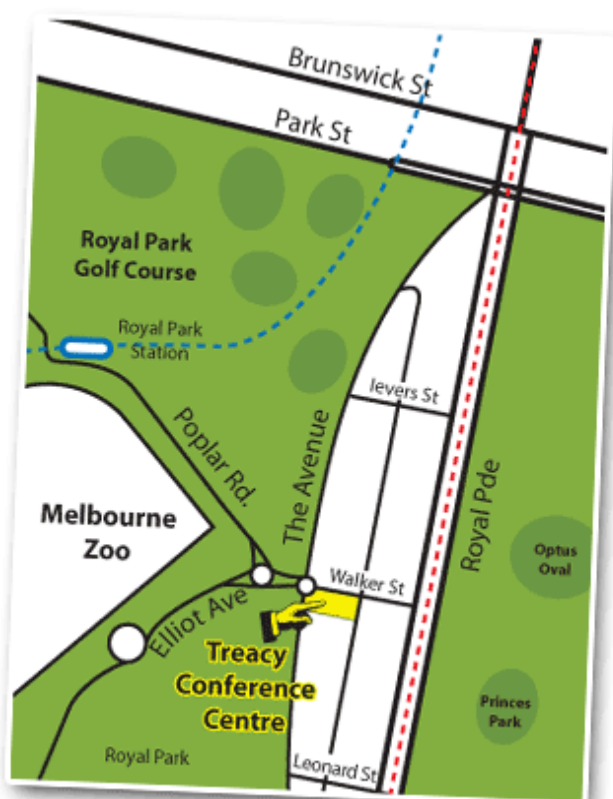 Brunswick St
Park St
Royal Park
Golf Course
Royal Park
Station
Ievers St
The Avenue
Poplar Rd.
Royal Pde
Melbourne
Zoo
Optus
Oval
Walker St
Elliot Ave
Treacy
Conference
Centre
Princes
Park
Royal Park
Leonard St